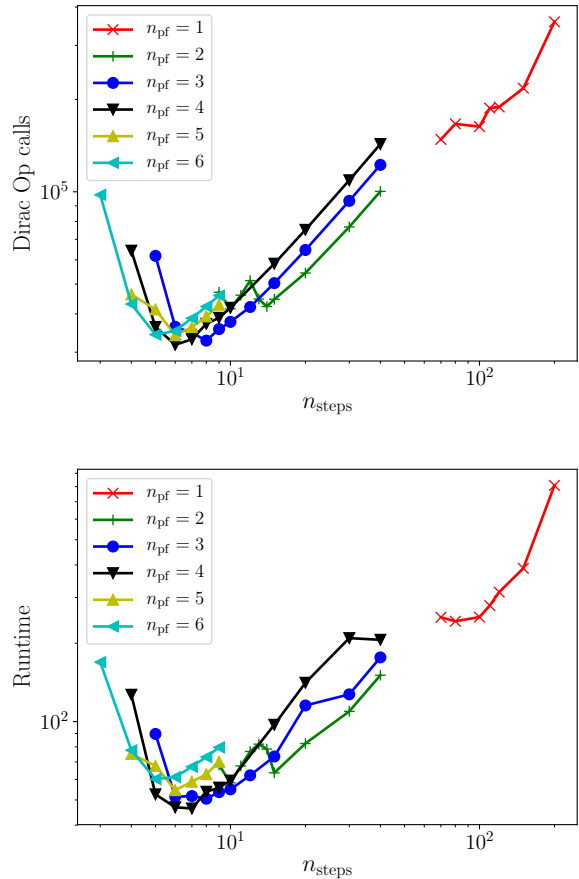 n_pf = 1
n_pf = 2
n_pf = 3
n_pf = 4
n_pf = 5
n_pf = 6
Dirac Op calls
10^5
10^1
10^2
n_steps
n_pf = 1
n_pf = 2
n_pf = 3
n_pf = 4
n_pf = 5
n_pf = 6
Runtime
10^2
10^1
10^2
n_steps